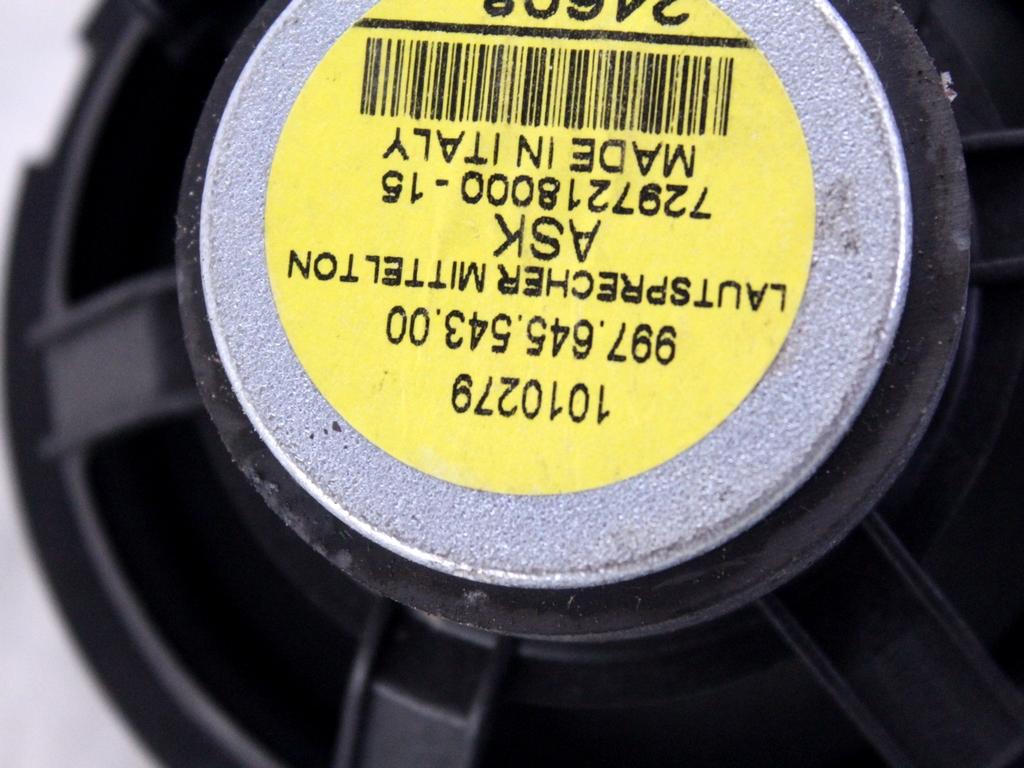 1010279
997.645.543.00
LAUTSPRECHER MITTELTON
ASK
7297218000 - 15
MADE IN ITALY